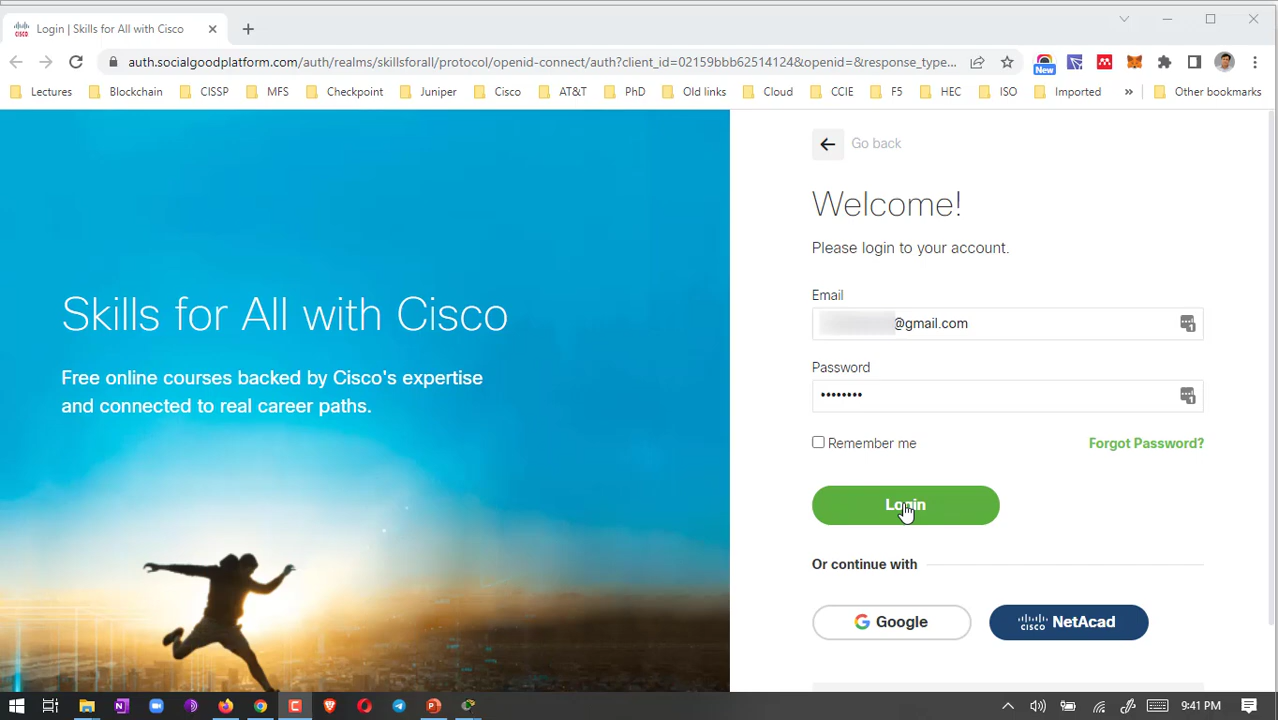 Login | Skills for All with Cisco
auth.socialgoodplatform.com/auth/realms/skillsforall/protocol/openid-connect/auth?client_id=02159bbb62514124&openid=&response_type...
New
Lectures Blockchain CISSP MFS Checkpoint Juniper Cisco AT&T PhD Old links Cloud CCIE F5 HEC ISO Imported » Other bookmarks
Go back
Welcome!
Please login to your account.
Email
@gmail.com
Password
••••••••
Remember me Forgot Password?
Login
Or continue with
Google
CISCO NetAcad
Skills for All with Cisco
Free online courses backed by Cisco's expertise
and connected to real career paths.
9:41 PM